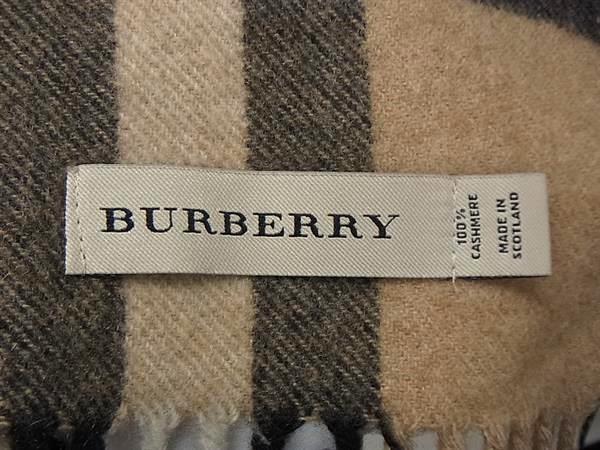 BURBERRY
100%
CASHMERE
MADE IN
SCOTLAND